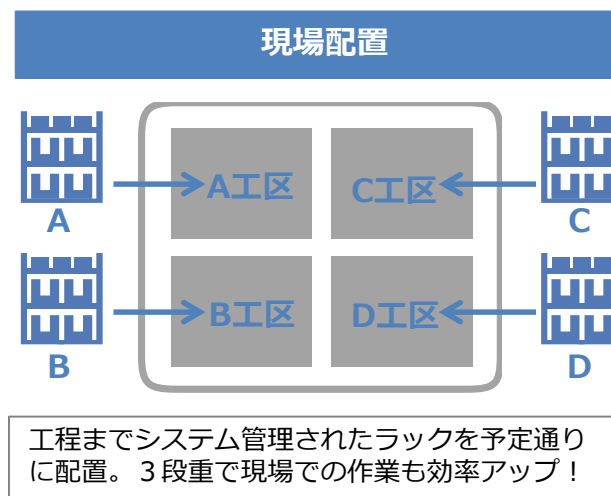 現場配置
A
A工区
C工区
C
B
B工区
D工区
D
工程までシステム管理されたラックを予定通り
に配置。３段重で現場での作業も効率アップ！